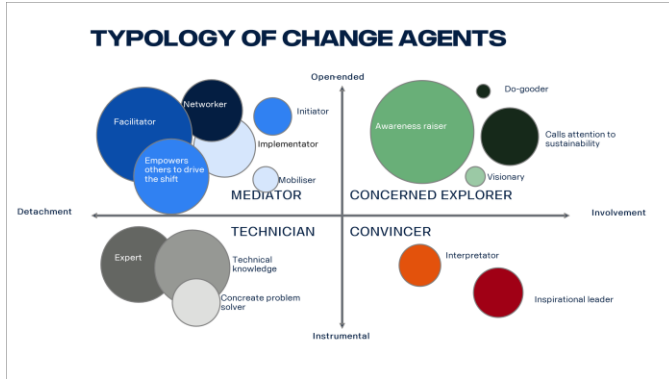 TYPOLOGY OF CHANGE AGENTS
Open-ended
Networker
Facilitator
Initiator
Implementator
Empowers
others to drive
the shift
Mobiliser
MEDIATOR
Do-gooder
Awareness raiser
Calls attention to
sustainability
Visionary
CONCERNED EXPLORER
Detachment
Involvement
TECHNICIAN
Expert
Technical
knowledge
Concreate problem
solver
CONVINCER
Interpretator
Inspirational leader
Instrumental